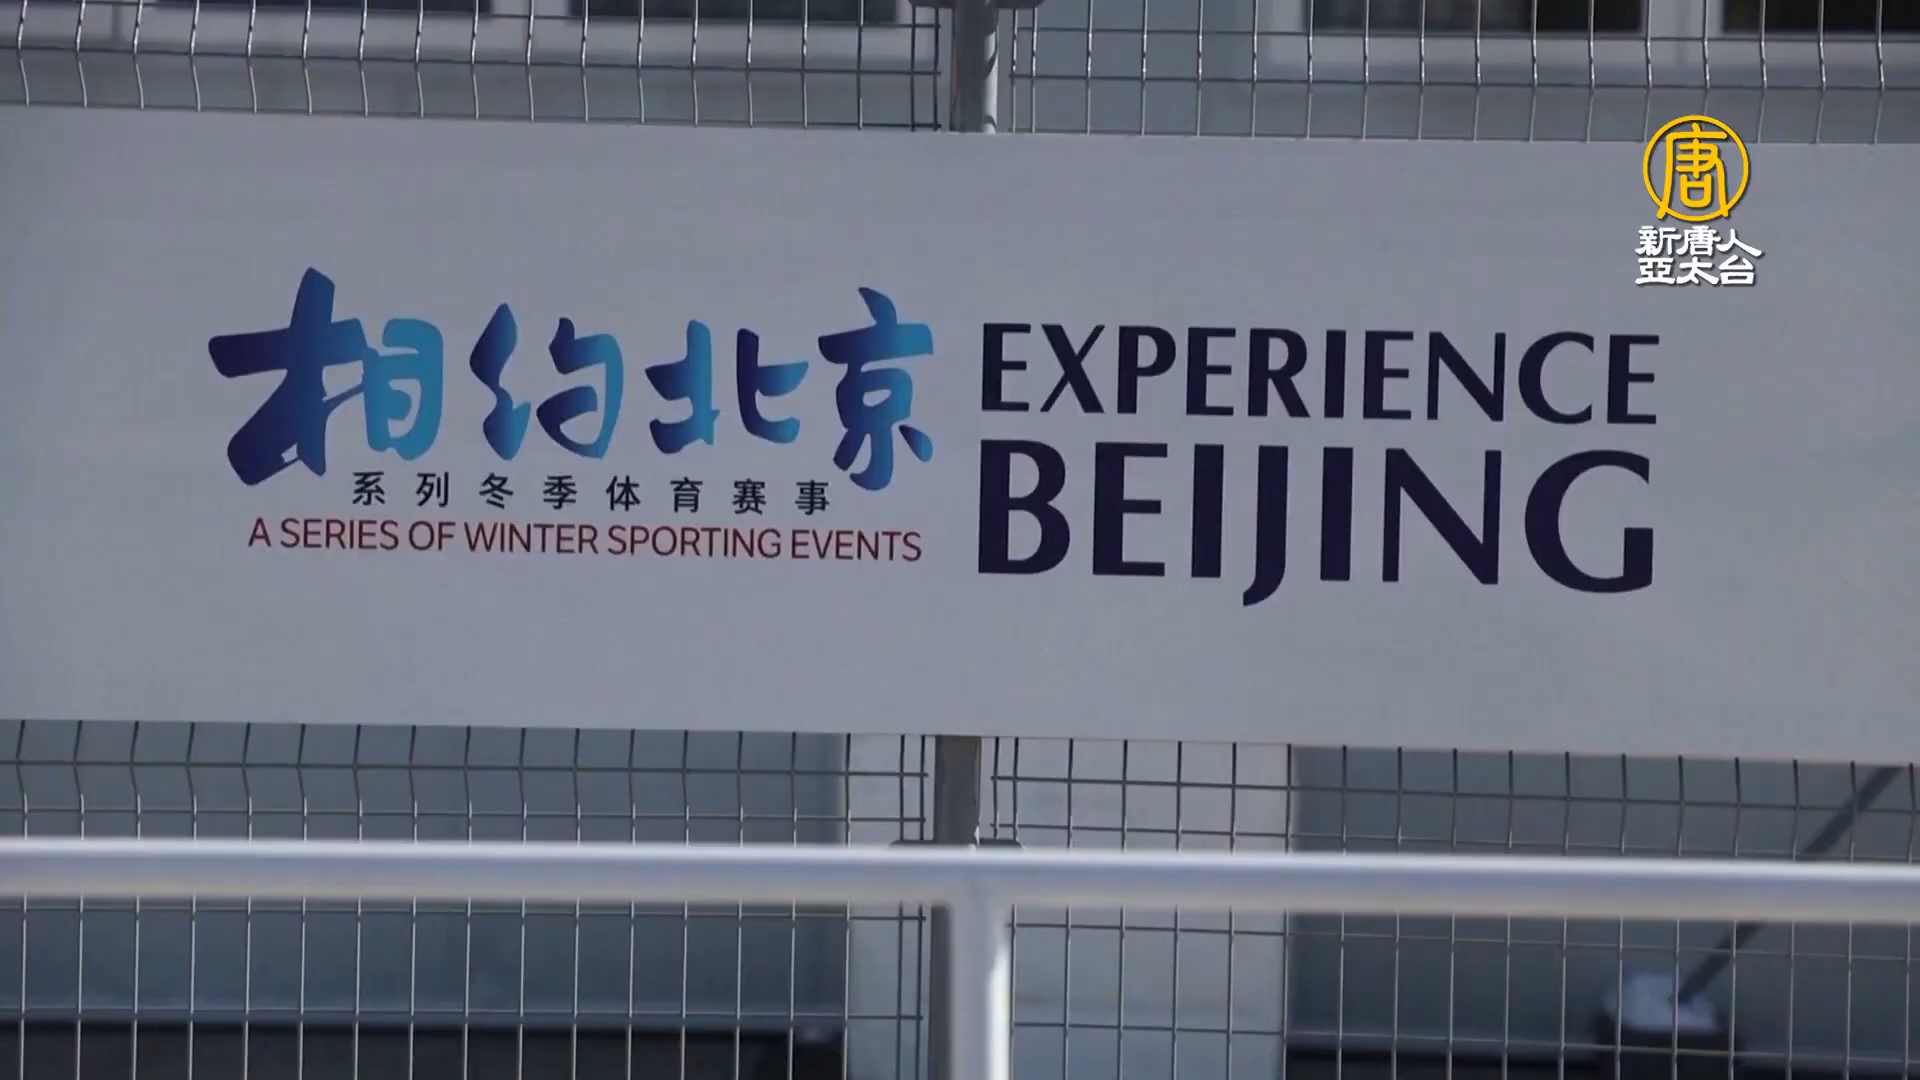 唐
新唐人
亞太台
相约北京
系列冬季体育赛事
A SERIES OF WINTER SPORTING EVENTS
EXPERIENCE
BEIJING